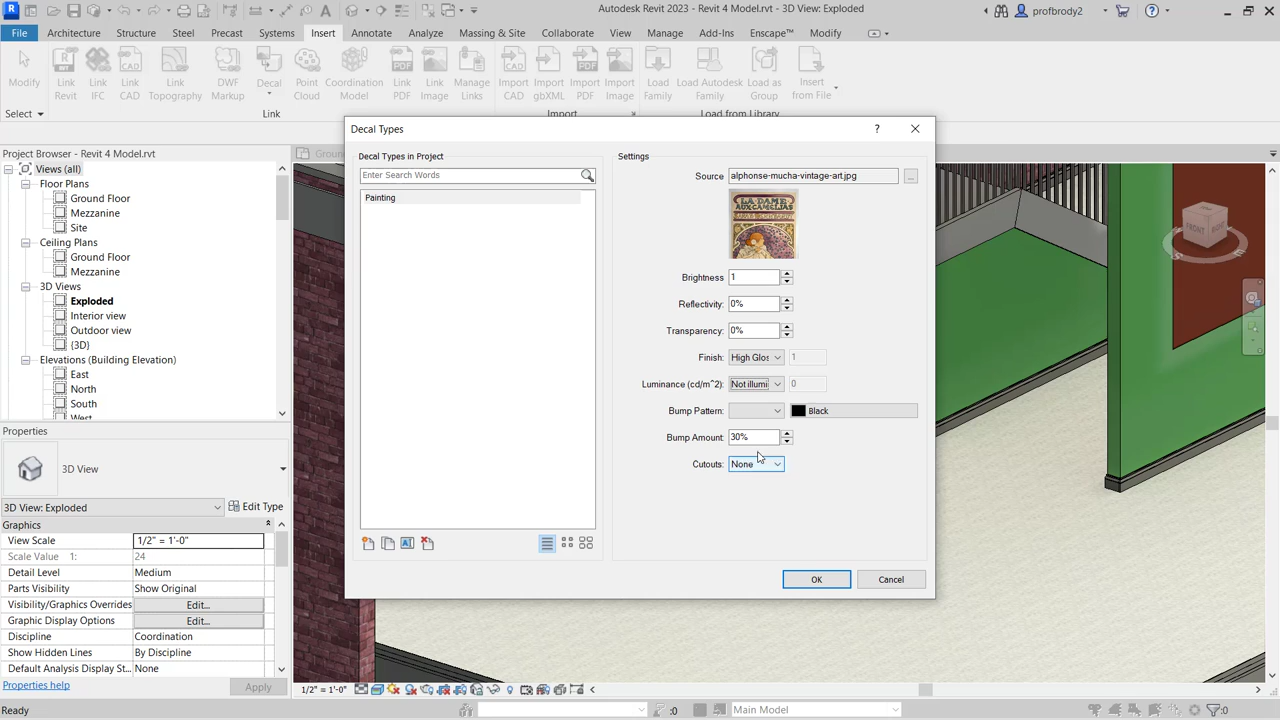 Autodesk Revit 2023 - Revit 4 Model.rvt - 3D View: Exploded
profbrody2
File Architecture Structure Steel Precast Systems Insert Annotate Analyze Massing & Site Collaborate View Manage Add-Ins Enscape™ Modify
Modify
Link Revit
Link IFC
Link CAD
Link Topography
DWF Markup
Decal
Point Cloud
Coordination Model
Link PDF
Link Image
Manage Links
Import CAD
Import gbXML
Import PDF
Import Image
Load Family
Load Autodesk Family
Load as Group
Insert from File
Select
Link
Import
Load from Library
Project Browser - Revit 4 Model.rvt
Views (all)
Floor Plans
Ground Floor
Mezzanine
Site
Ceiling Plans
Ground Floor
Mezzanine
3D Views
Exploded
Interior view
Outdoor view
{3D}
Elevations (Building Elevation)
East
North
South
West
Properties
3D View
3D View: Exploded
Edit Type
Graphics
View Scale 1/2" = 1'-0"
Scale Value 1: 24
Detail Level Medium
Parts Visibility Show Original
Visibility/Graphics Overrides Edit...
Graphic Display Options Edit...
Discipline Coordination
Show Hidden Lines By Discipline
Default Analysis Display St... None
Properties help
Apply
Ready
Decal Types
?
Decal Types in Project
Enter Search Words
Painting
Settings
Source alphonse-mucha-vintage-art.jpg ...
LA DAME
AUX CAMELIAS
Brightness 1
Reflectivity: 0%
Transparency: 0%
Finish: High Glos 1
Luminance (cd/m^2): Not illumi 0
Bump Pattern: Black
Bump Amount: 30%
Cutouts: None
OK
Cancel
1/2" = 1'-0"
:0
Main Model
:0